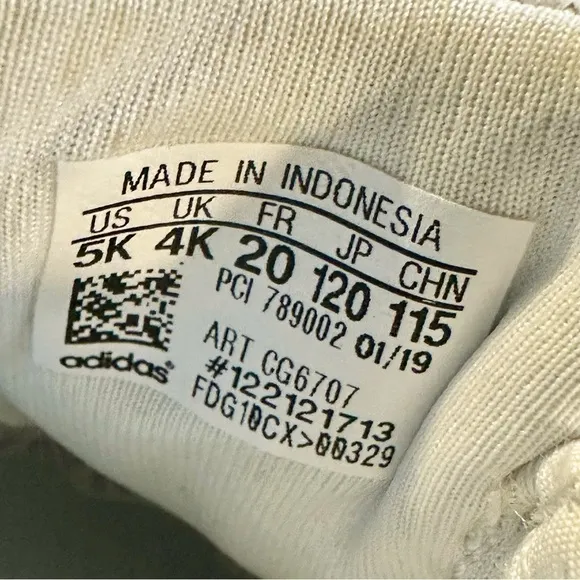 MADE IN INDONESIA
US UK FR JP CHN
5K 4K 20 120 115
PCI 789002 01/19
ART CG6707
#122121713
FDG10CX>00329
adidas®